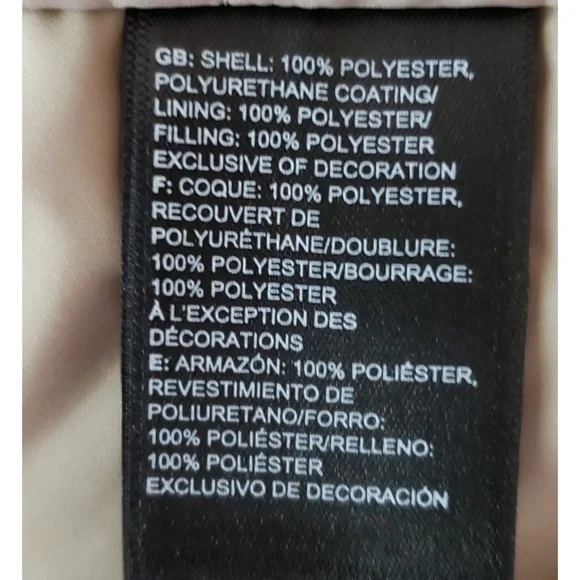 GB: SHELL: 100% POLYESTER,
POLYURETHANE COATING/
LINING: 100% POLYESTER/
FILLING: 100% POLYESTER
EXCLUSIVE OF DECORATION
F: COQUE: 100% POLYESTER,
RECOUVERT DE
POLYURÉTHANE/DOUBLURE:
100% POLYESTER/BOURRAGE:
100% POLYESTER
À L'EXCEPTION DES
DÉCORATIONS
E: ARMAZÓN: 100% POLIÉSTER,
REVESTIMIENTO DE
POLIURETANO/FORRO:
100% POLIÉSTER/RELLENO:
100% POLIÉSTER
EXCLUSIVO DE DECORACIÓN